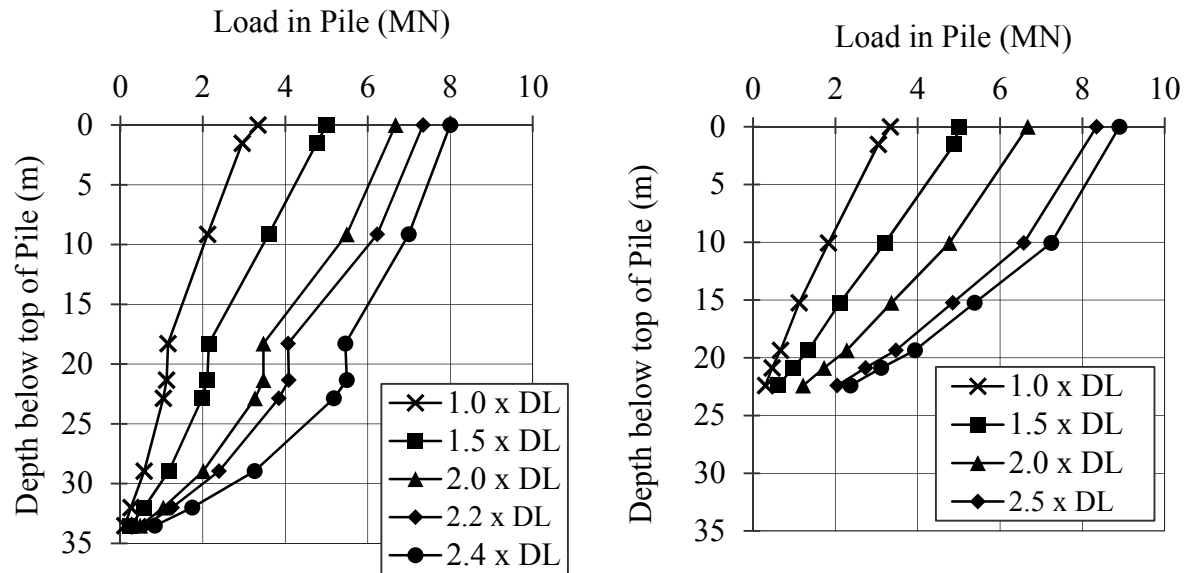 Load in Pile (MN)
0 2 4 6 8 10
0
5
10
15
20
25
30
35
Depth below top of Pile (m)
1.0 x DL
1.5 x DL
2.0 x DL
2.2 x DL
2.4 x DL
Load in Pile (MN)
0 2 4 6 8 10
0
5
10
15
20
25
30
35
Depth below top of Pile (m)
1.0 x DL
1.5 x DL
2.0 x DL
2.5 x DL